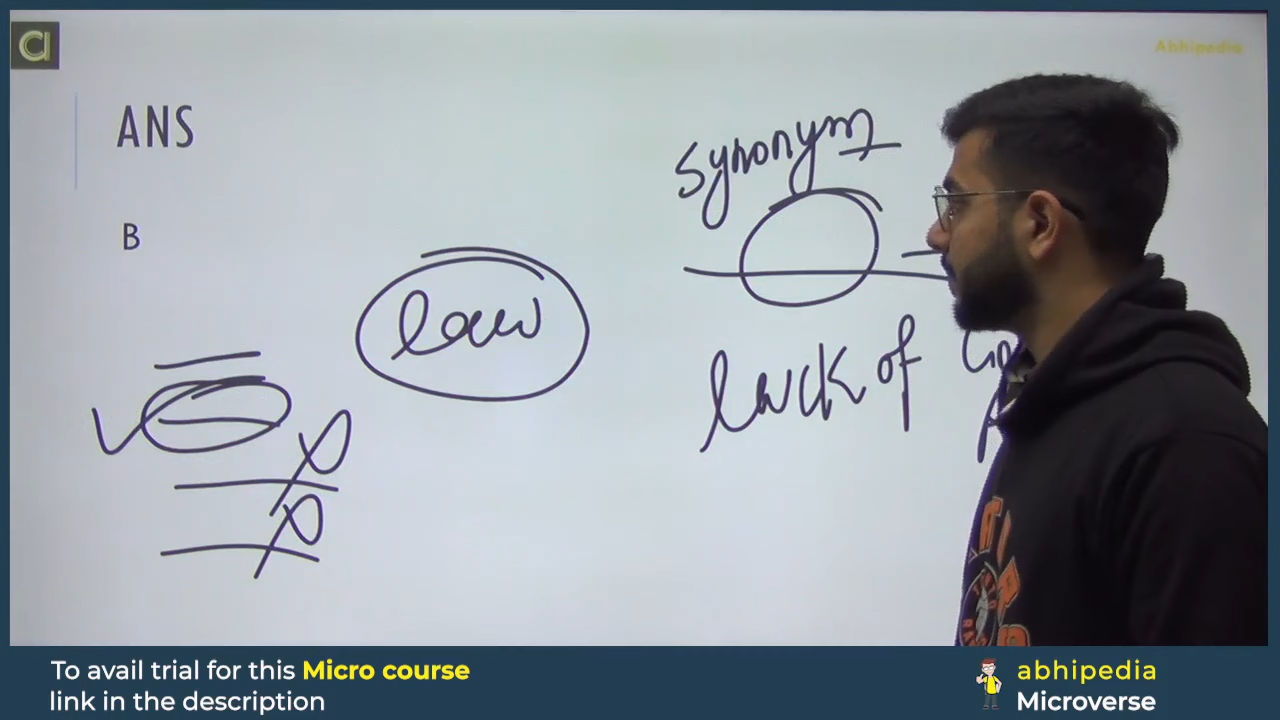 Abhipedia
ANS
synonym
B
law
lack of
To avail trial for this Micro course
link in the description
abhipedia
Microverse